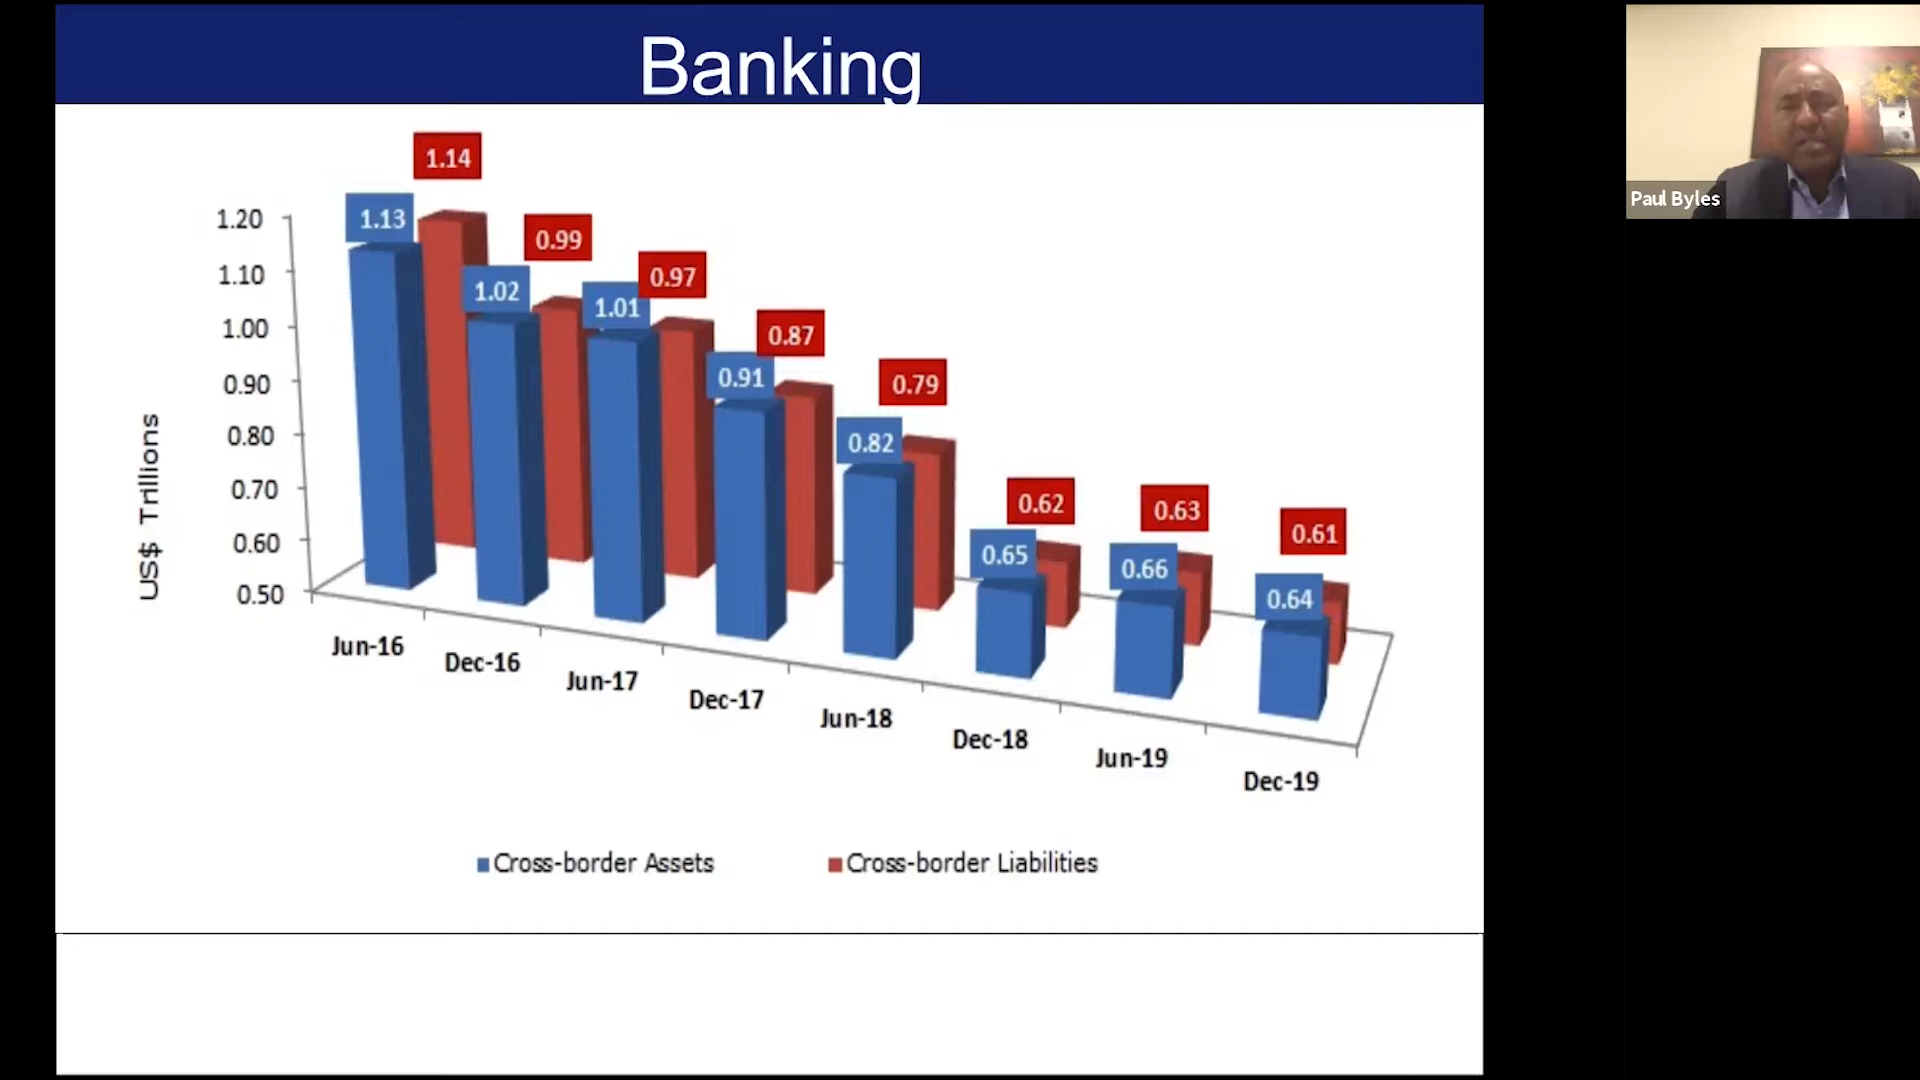 Banking
Paul Byles
1.14
1.13
0.99
1.02
0.97
1.01
0.87
0.91
0.79
0.82
0.62
0.65
0.63
0.66
0.61
0.64
1.20
1.10
1.00
0.90
0.80
0.70
0.60
0.50
US$ Trillions
Jun-16
Dec-16
Jun-17
Dec-17
Jun-18
Dec-18
Jun-19
Dec-19
Cross-border Assets
Cross-border Liabilities